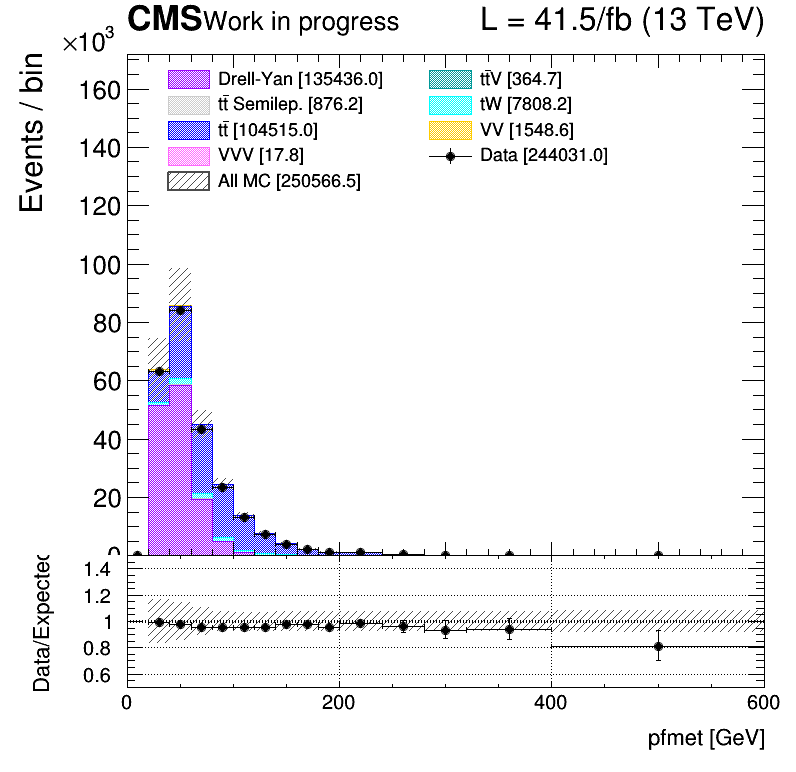 CMS Work in progress L = 41.5/fb (13 TeV)
×10³
Events / bin
160
140
120
100
80
60
40
20
0
Drell-Yan [135436.0]
tt̄ Semilep. [876.2]
tt̄ [104515.0]
VVV [17.8]
All MC [250566.5]
tt̄V [364.7]
tW [7808.2]
VV [1548.6]
Data [244031.0]
Data/Expected
1.4
1.2
1
0.8
0.6
0 200 400 600
pfmet [GeV]